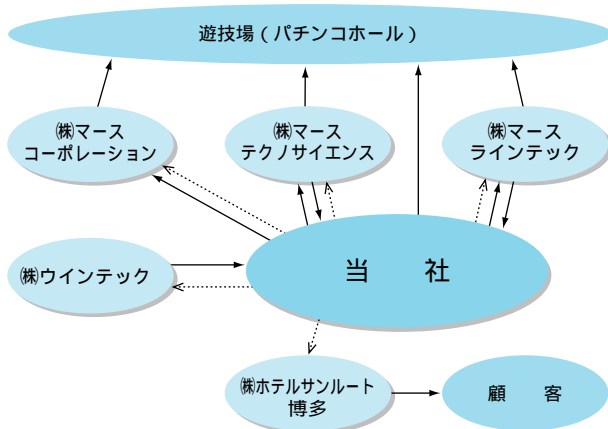 遊技場（パチンコホール）
㈱マース
コーポレーション
㈱マース
テクノサイエンス
㈱マース
ラインテック
㈱ウインテック
当　社
㈱ホテルサンルート
博多
顧　客